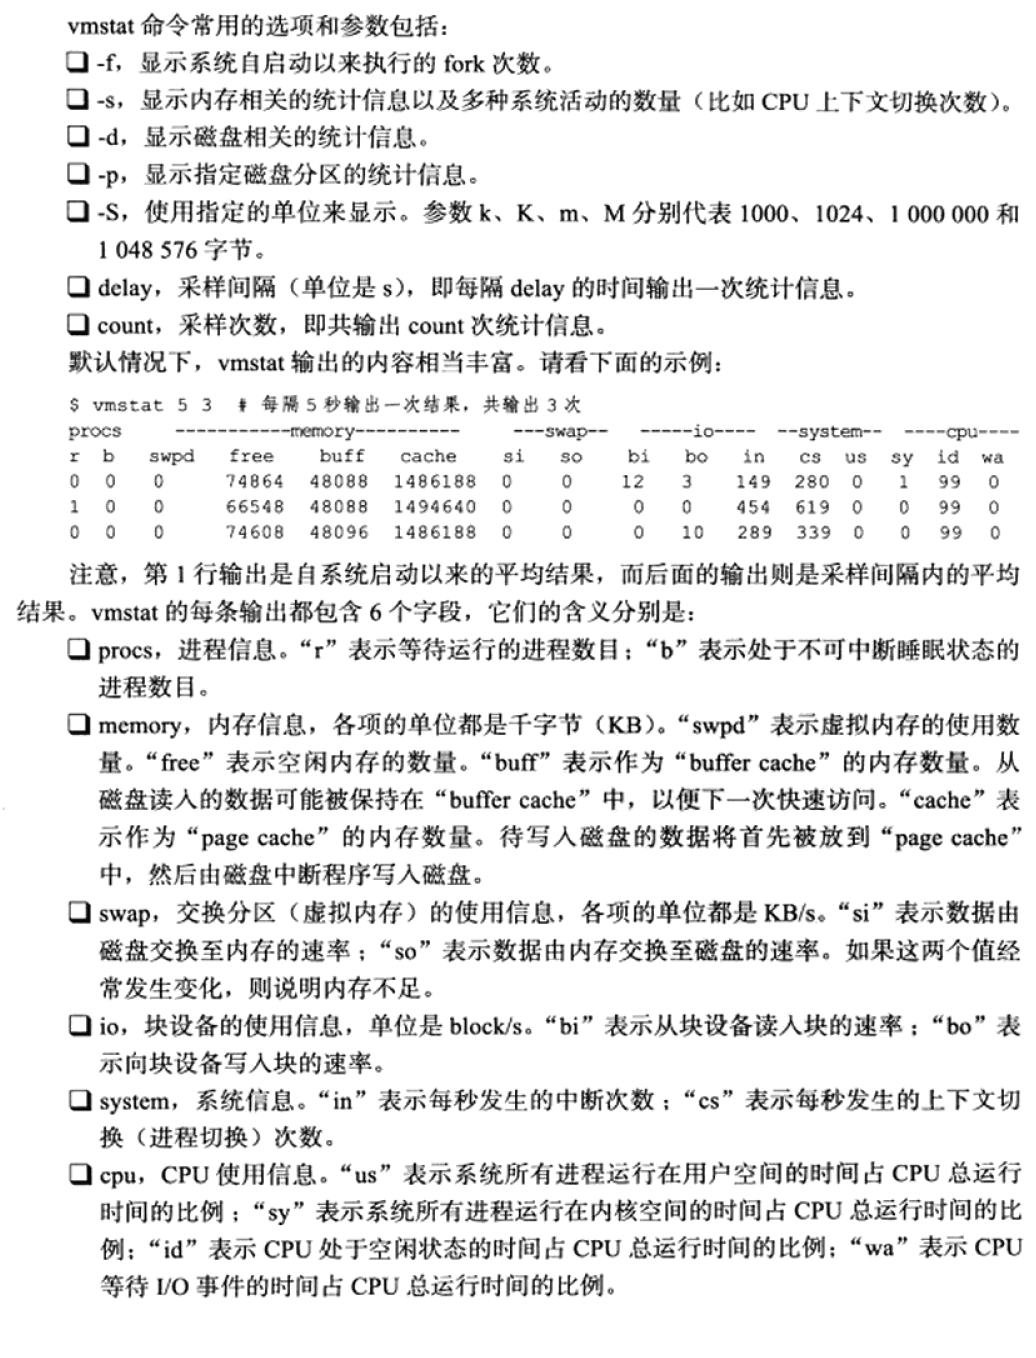 vmstat 命令常用的选项和参数包括：
❑ -f，显示系统自启动以来执行的 fork 次数。
❑ -s，显示内存相关的统计信息以及多种系统活动的数量（比如 CPU 上下文切换次数）。
❑ -d，显示磁盘相关的统计信息。
❑ -p，显示指定磁盘分区的统计信息。
❑ -S，使用指定的单位来显示。参数 k、K、m、M 分别代表 1000、1024、1 000 000 和
1 048 576 字节。
❑ delay，采样间隔（单位是 s），即每隔 delay 的时间输出一次统计信息。
❑ count，采样次数，即共输出 count 次统计信息。
默认情况下，vmstat 输出的内容相当丰富。请看下面的示例：
$ vmstat 5 3 # 每隔 5 秒输出一次结果，共输出 3 次
procs -----------memory---------- ---swap-- -----io---- --system-- ----cpu----
r b swpd free buff cache si so bi bo in cs us sy id wa
0 0 0 74864 48088 1486188 0 0 12 3 149 280 0 1 99 0
1 0 0 66548 48088 1494640 0 0 0 0 454 619 0 0 99 0
0 0 0 74608 48096 1486188 0 0 0 10 289 339 0 0 99 0
注意，第 1 行输出是自系统启动以来的平均结果，而后面的输出则是采样间隔内的平均
结果。vmstat 的每条输出都包含 6 个字段，它们的含义分别是：
❑ procs，进程信息。“r”表示等待运行的进程数目；“b”表示处于不可中断睡眠状态的
进程数目。
❑ memory，内存信息，各项的单位都是千字节（KB）。“swpd”表示虚拟内存的使用数
量。“free”表示空闲内存的数量。“buff”表示作为“buffer cache”的内存数量。从
磁盘读入的数据可能被保持在“buffer cache”中，以便下一次快速访问。“cache”表
示作为“page cache”的内存数量。待写入磁盘的数据将首先被放到“page cache”
中，然后由磁盘中断程序写入磁盘。
❑ swap，交换分区（虚拟内存）的使用信息，各项的单位都是 KB/s。“si”表示数据由
磁盘交换至内存的速率；“so”表示数据由内存交换至磁盘的速率。如果这两个值经
常发生变化，则说明内存不足。
❑ io，块设备的使用信息，单位是 block/s。“bi”表示从块设备读入块的速率；“bo”表
示向块设备写入块的速率。
❑ system，系统信息。“in”表示每秒发生的中断次数；“cs”表示每秒发生的上下文切
换（进程切换）次数。
❑ cpu，CPU 使用信息。“us”表示系统所有进程运行在用户空间的时间占 CPU 总运行
时间的比例；“sy”表示系统所有进程运行在内核空间的时间占 CPU 总运行时间的比
例；“id”表示 CPU 处于空闲状态的时间占 CPU 总运行时间的比例；“wa”表示 CPU
等待 I/O 事件的时间占 CPU 总运行时间的比例。